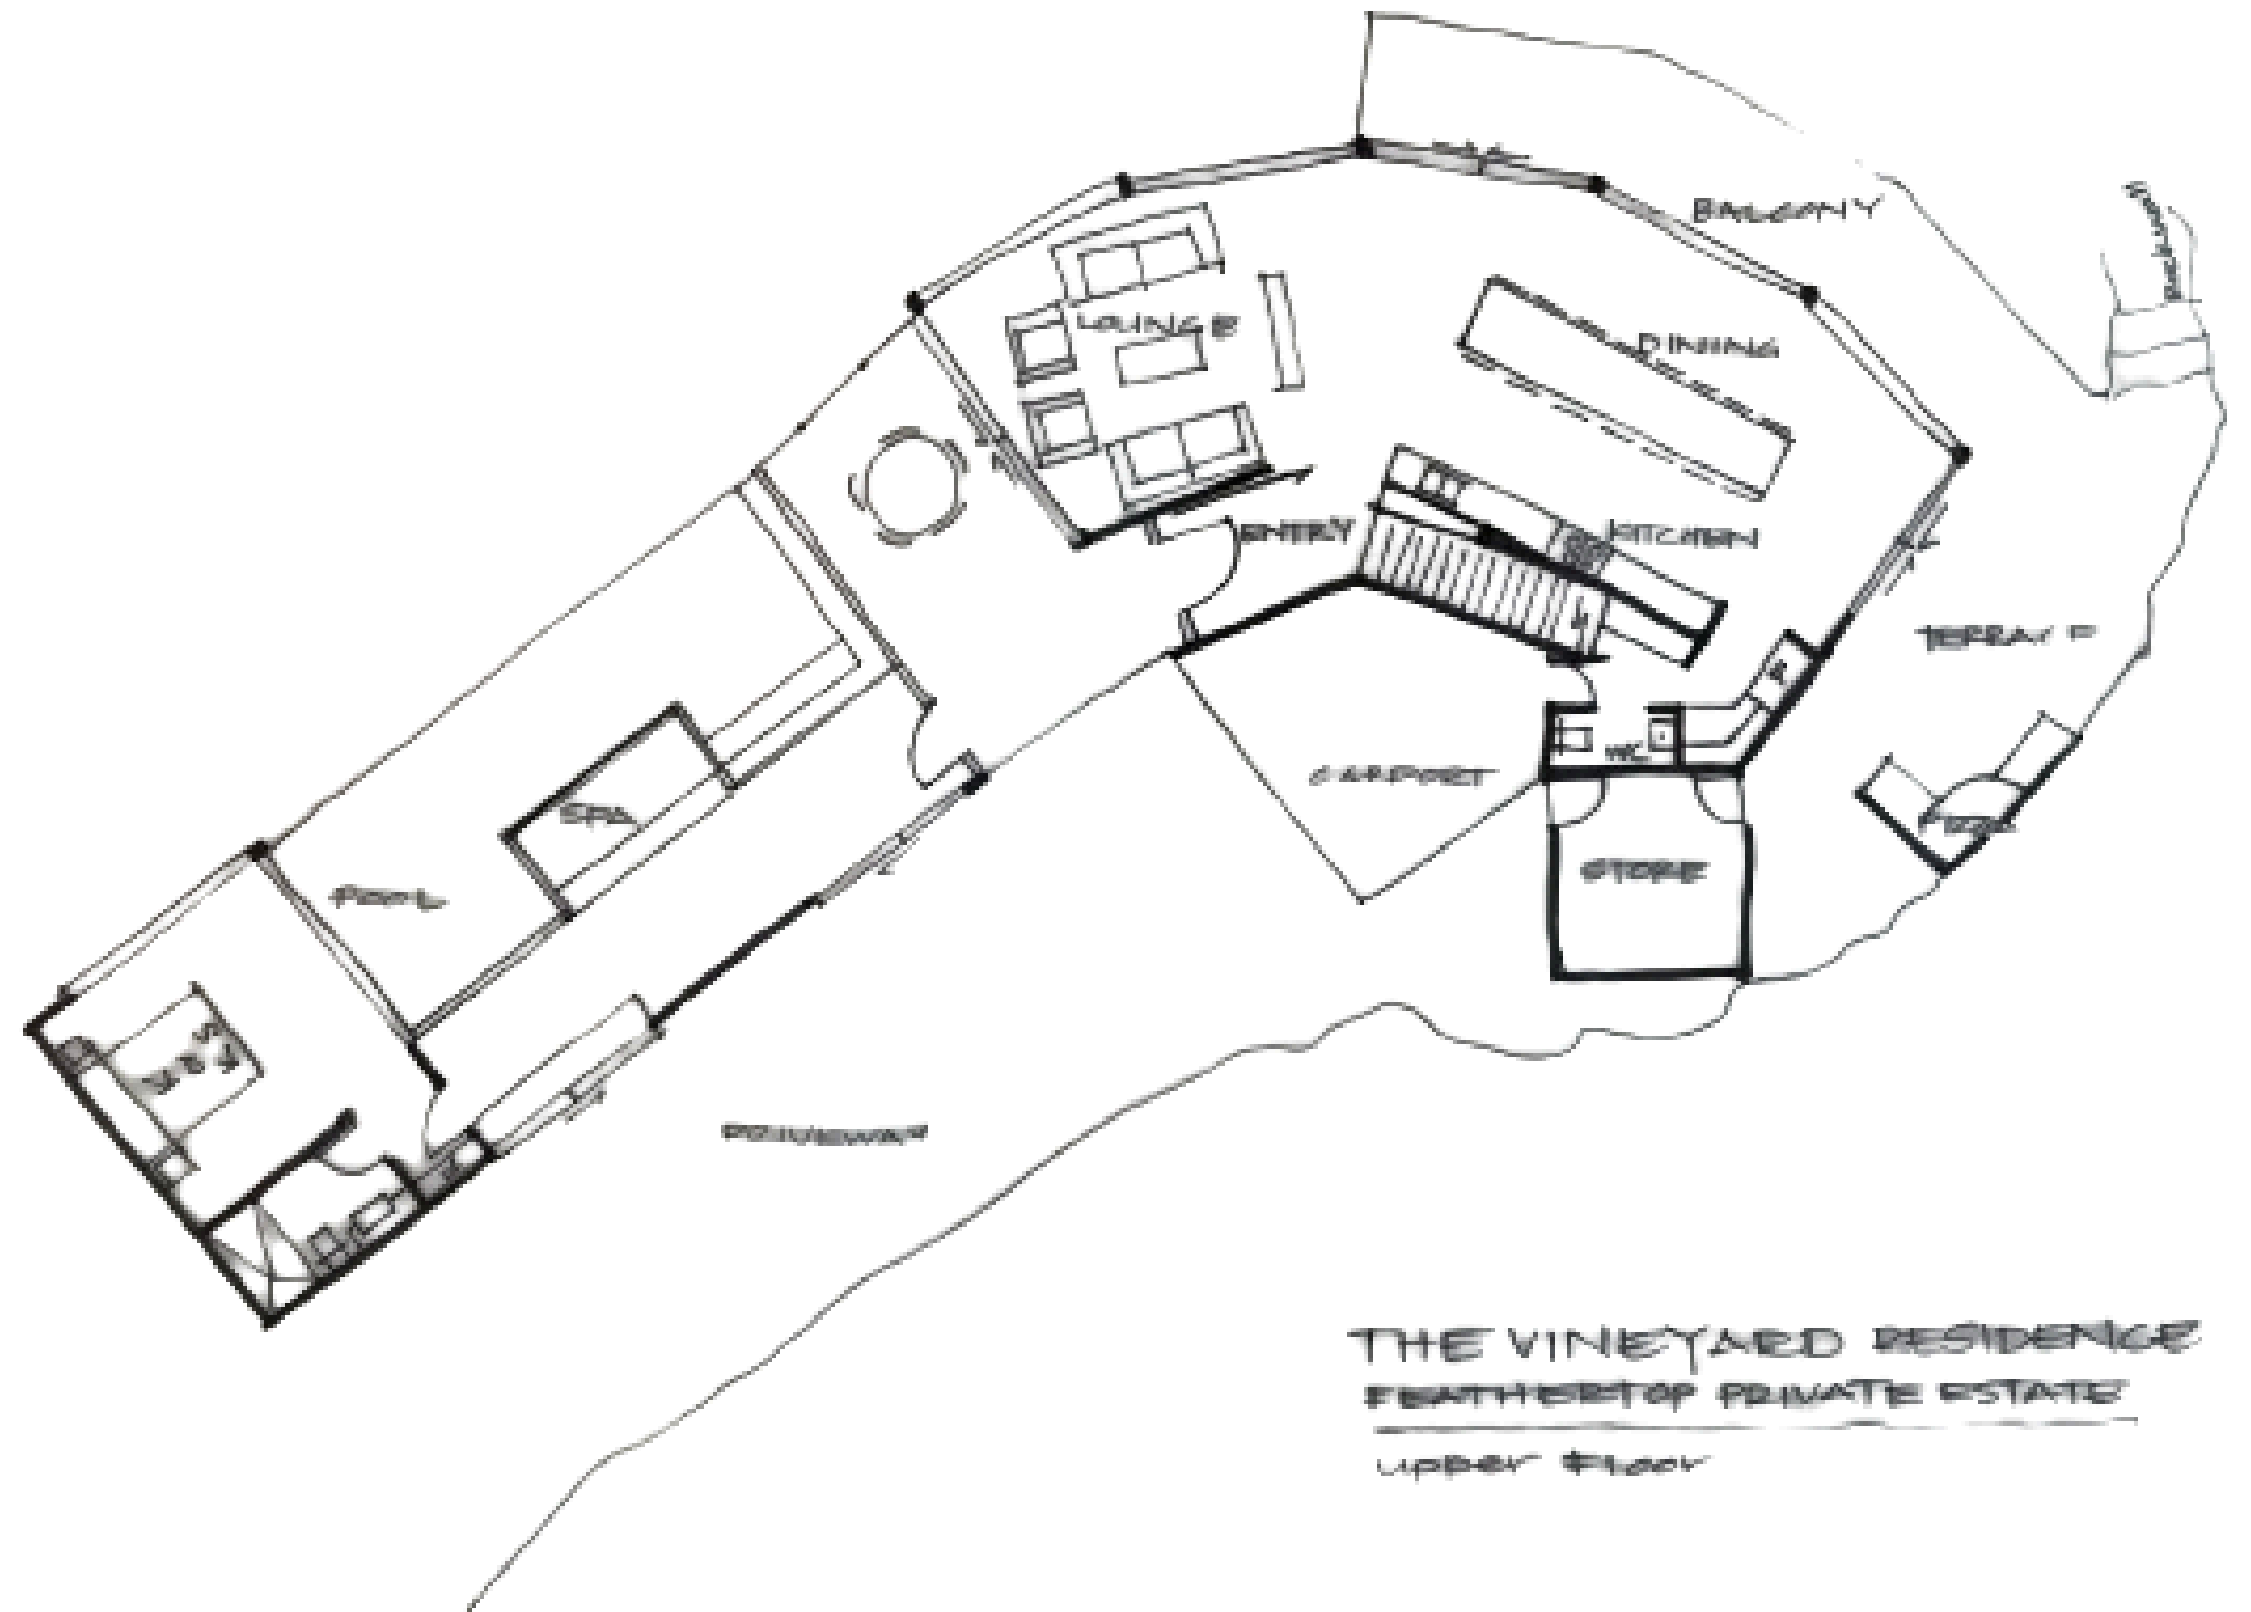 BALCONY
LOUNGE
DINING
ENTRY
KITCHEN
WC
CARPORT
STORE
SPA
POOL
DRIVEWAY
THE VINEYARD RESIDENCE
FEATHERTOP PRIVATE ESTATE
upper floor